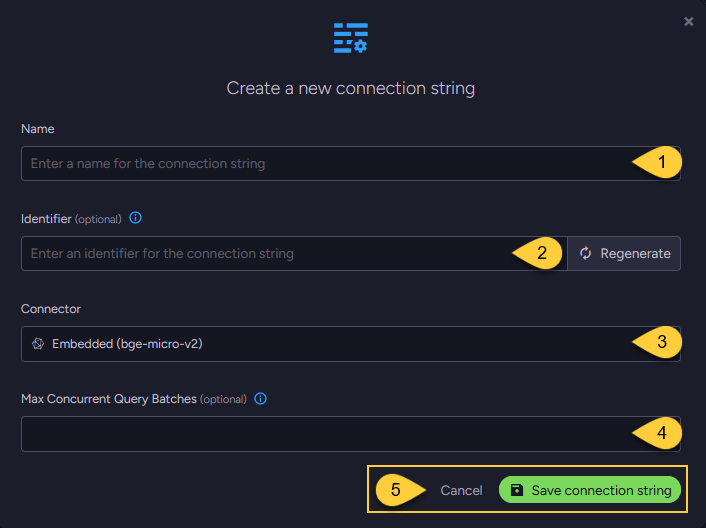 Create a new connection string
Name
Enter a name for the connection string
1
Identifier (optional)
Enter an identifier for the connection string
2
Regenerate
Connector
Embedded (bge-micro-v2)
3
Max Concurrent Query Batches (optional)
4
5
Cancel
Save connection string